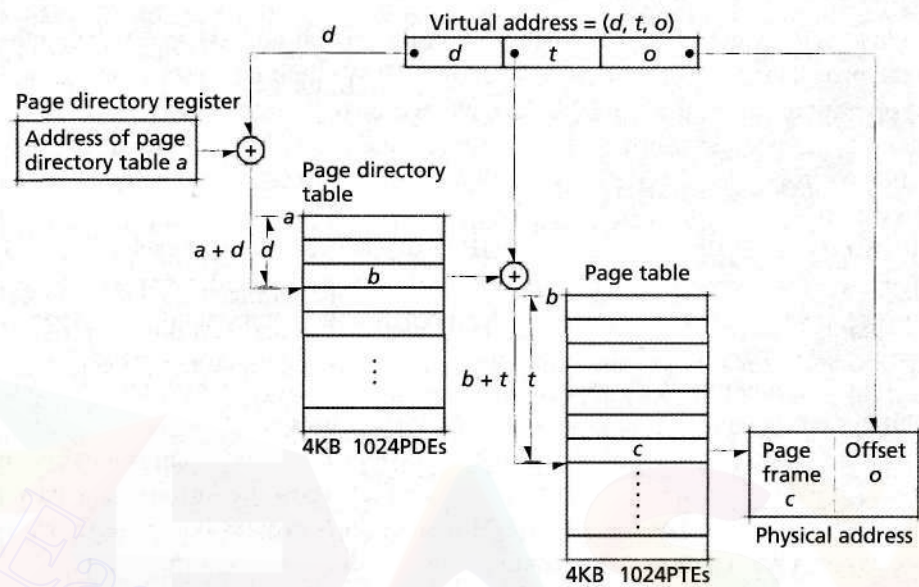 Virtual address = (d, t, o)
d
d t o
Page directory register
Address of page
directory table a
+
Page directory
table
a
a + d
d
b
+
Page table
b
b + t
t
c
4KB 1024PDEs
Page
frame
c
Offset
o
Physical address
4KB 1024PTEs